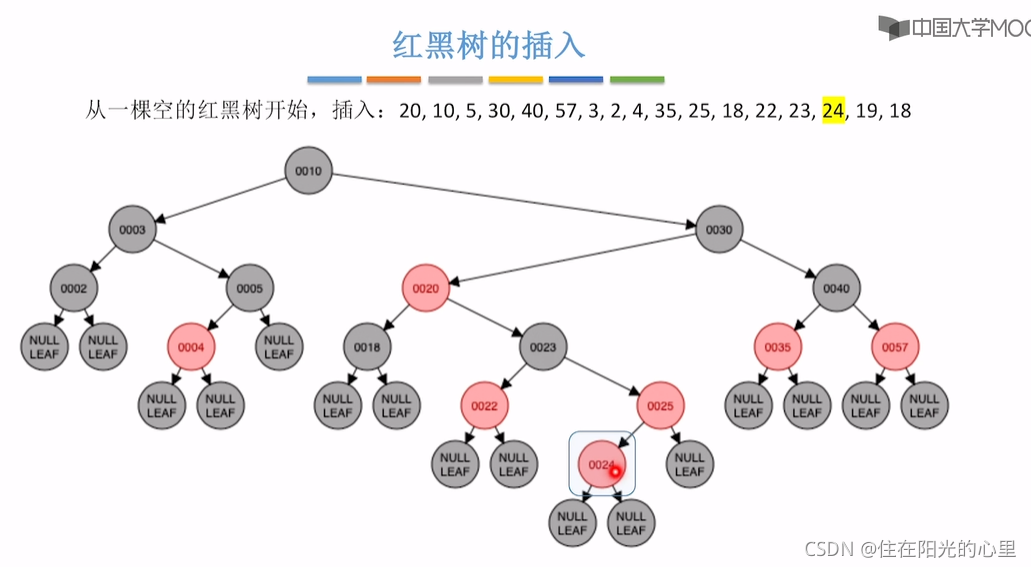 中国大学MOO
红黑树的插入
从一棵空的红黑树开始，插入：20, 10, 5, 30, 40, 57, 3, 2, 4, 35, 25, 18, 22, 23, 24, 19, 18
0010
0003
0030
0002
0005
0020
0040
NULL
LEAF
NULL
LEAF
0004
NULL
LEAF
0018
0023
0035
0057
NULL
LEAF
NULL
LEAF
NULL
LEAF
NULL
LEAF
0022
0025
NULL
LEAF
NULL
LEAF
NULL
LEAF
NULL
LEAF
NULL
LEAF
NULL
LEAF
0024
NULL
LEAF
NULL
LEAF
NULL
LEAF
CSDN @住在阳光的心里